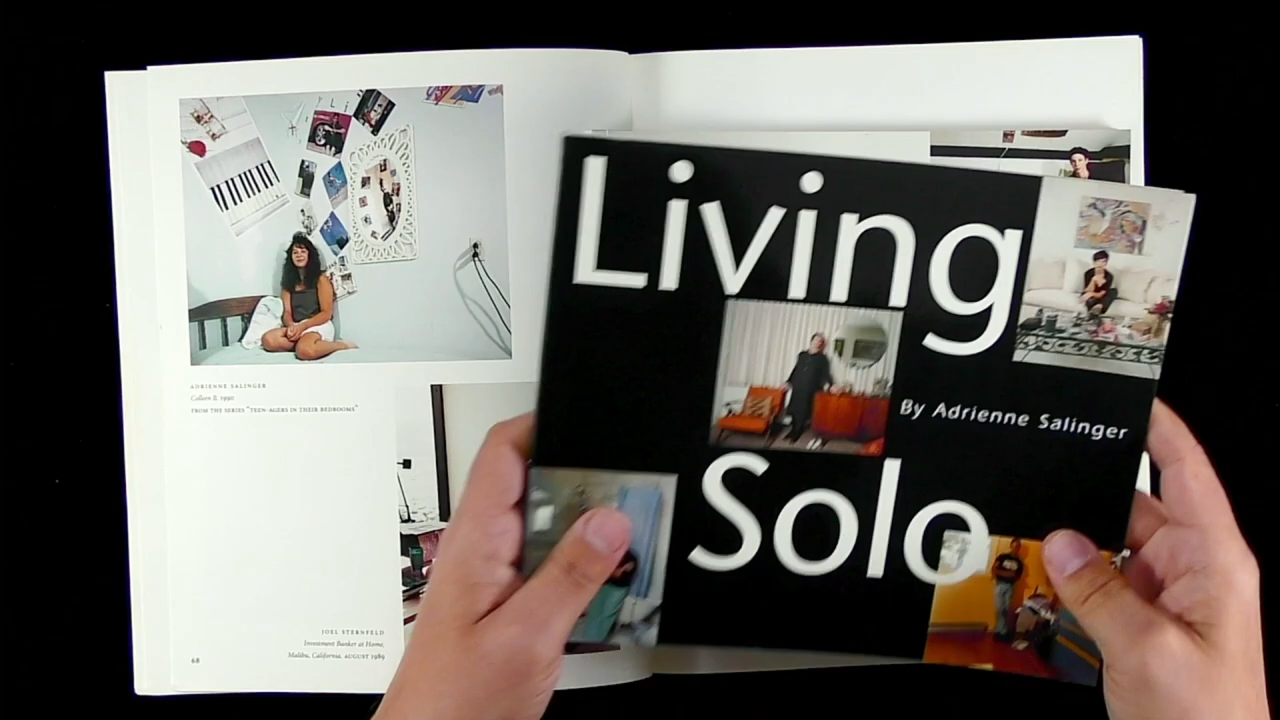 ADRIENNE SALINGER
Colleen B, 1990
FROM THE SERIES "TEEN-AGERS IN THEIR BEDROOMS"
JOEL STERNFELD
Investment Banker at Home,
Malibu, California, AUGUST 1989
68
Living
By Adrienne Salinger
Solo